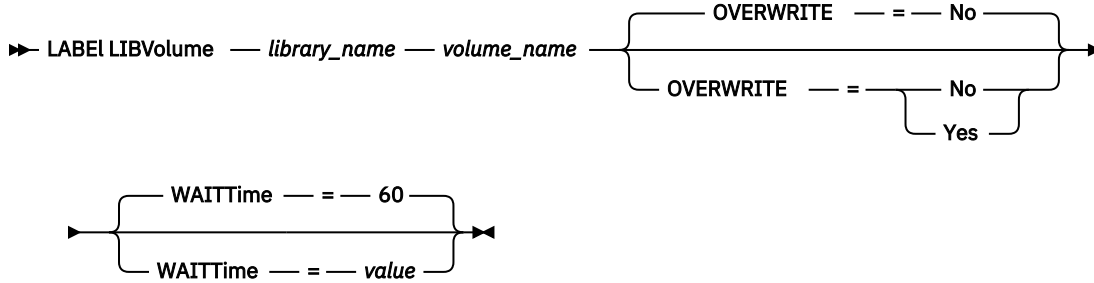 OVERWRITE = No
LABEl LIBVolume library_name volume_name
OVERWRITE = No
Yes
WAITTime = 60
WAITTime = value